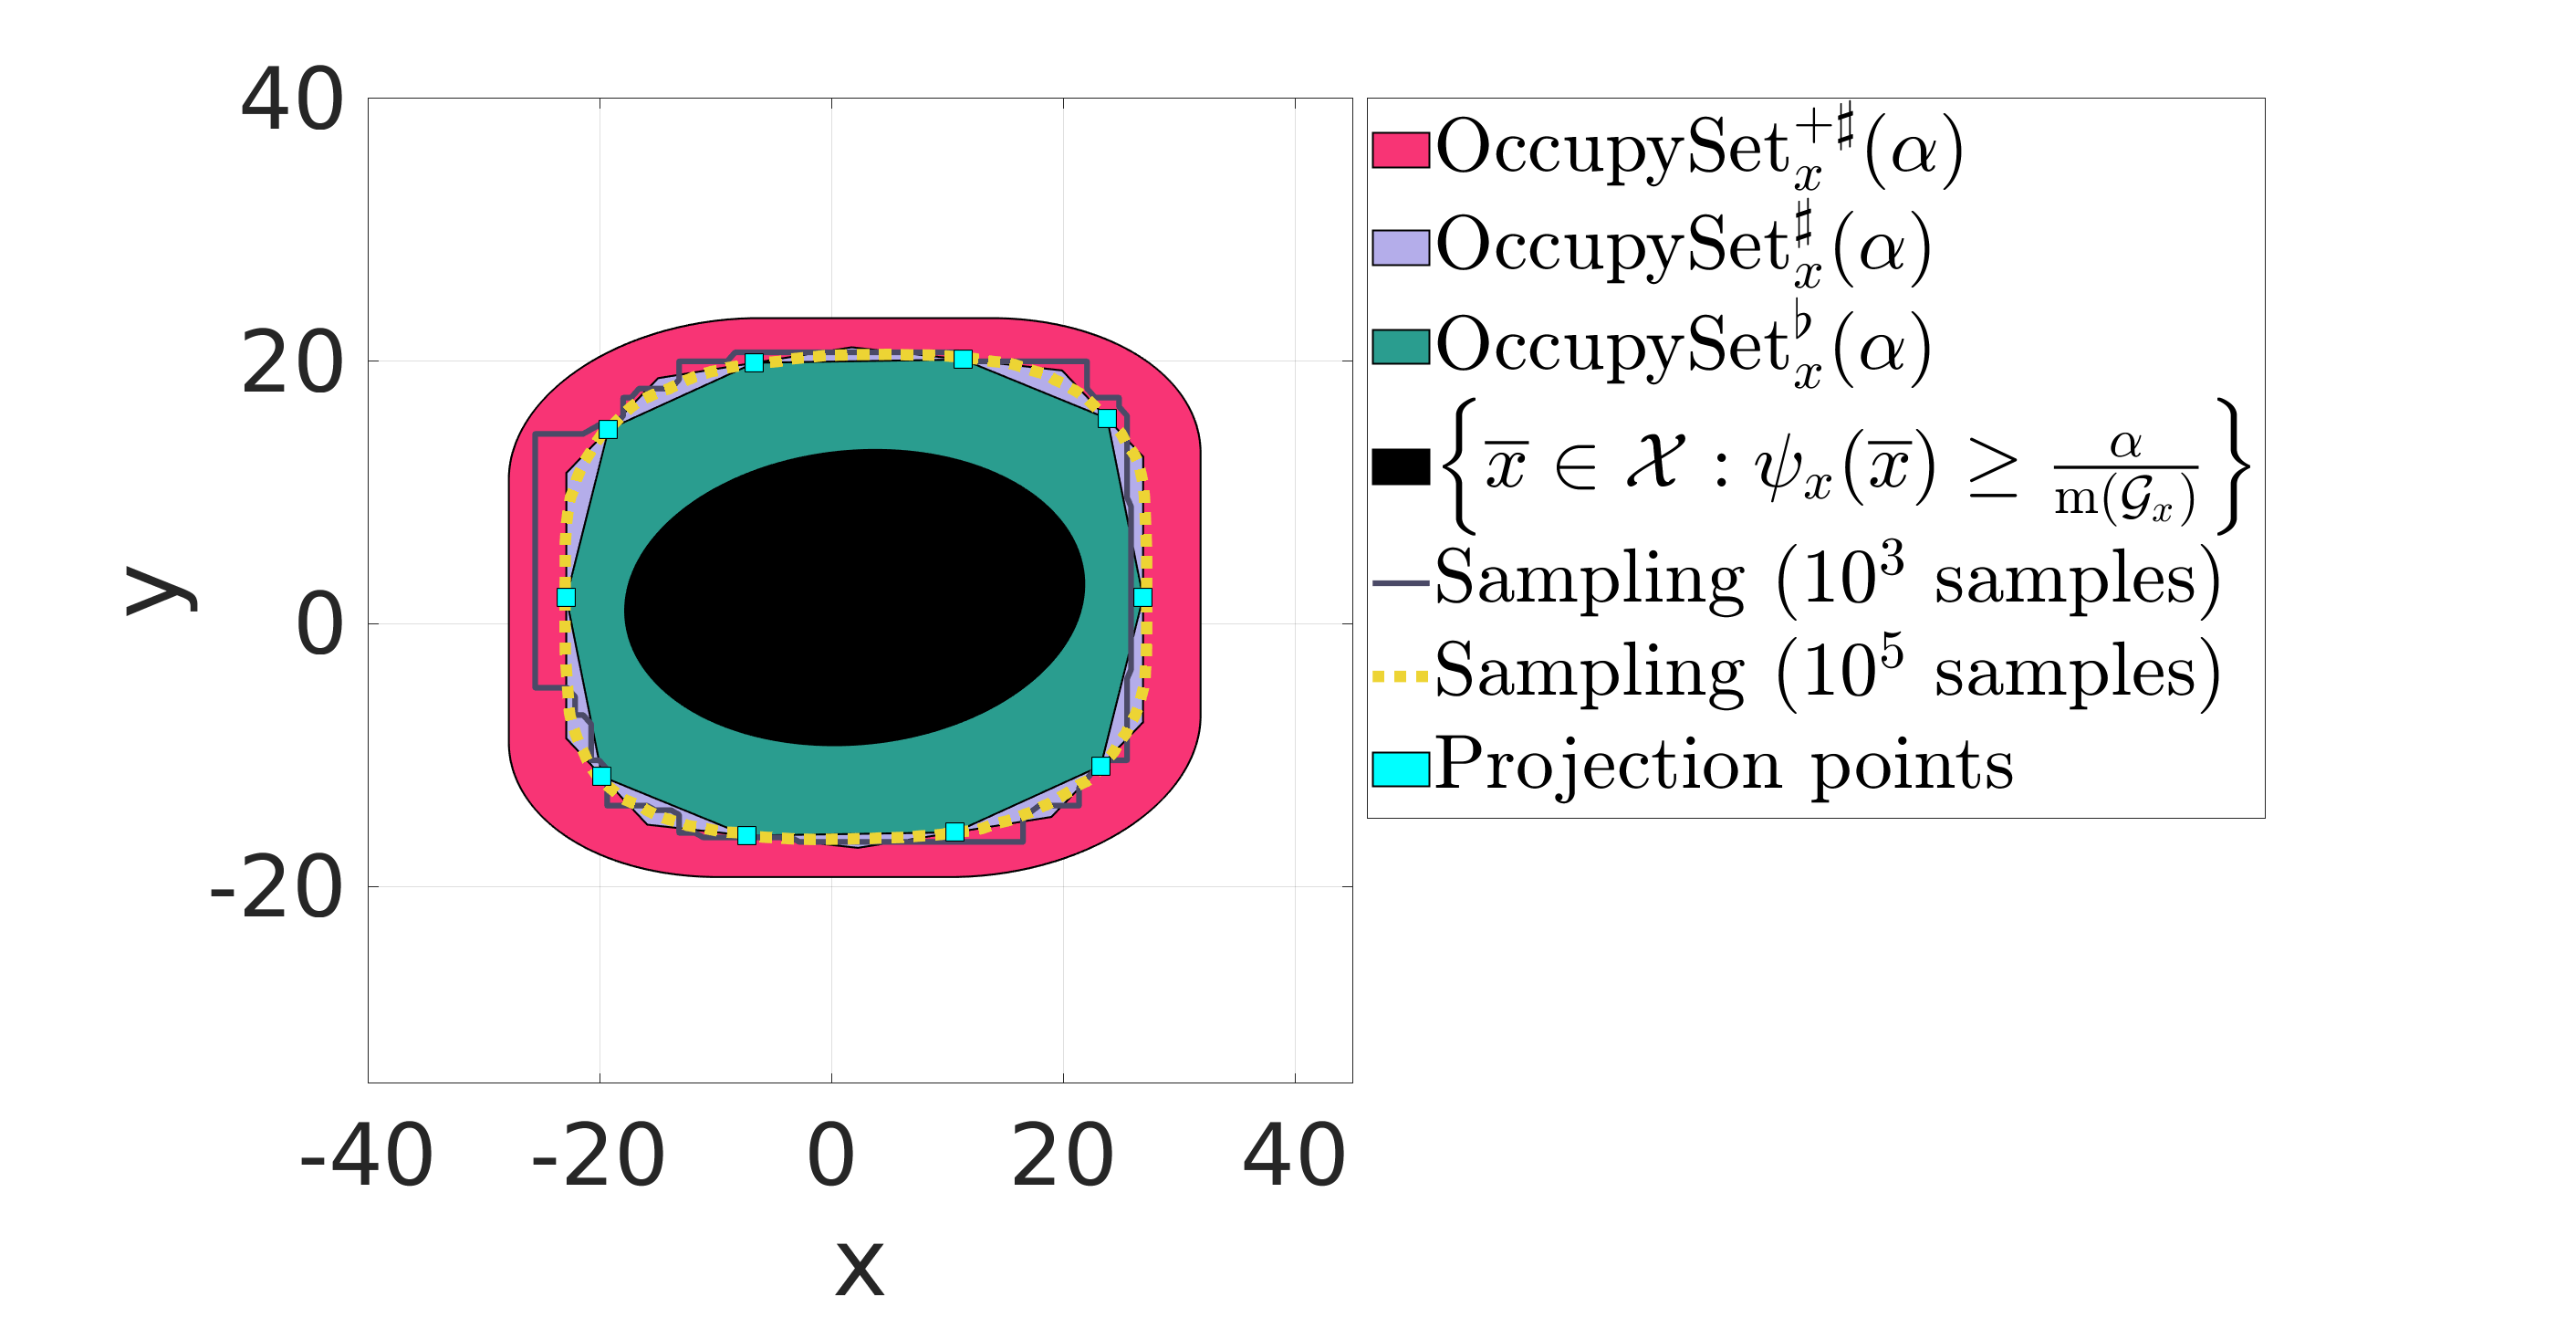 40
20
0
-20
y
-40 -20 0 20 40
x
OccupySet$_x^{+\sharp}(\alpha)$
OccupySet$_x^{\sharp}(\alpha)$
OccupySet$_x^{\flat}(\alpha)$
$\left\{\overline{x} \in \mathcal{X} : \psi_x(\overline{x}) \geq \frac{\alpha}{\mathrm{m}(\mathcal{G}_x)}\right\}$
Sampling ($10^3$ samples)
Sampling ($10^5$ samples)
Projection points